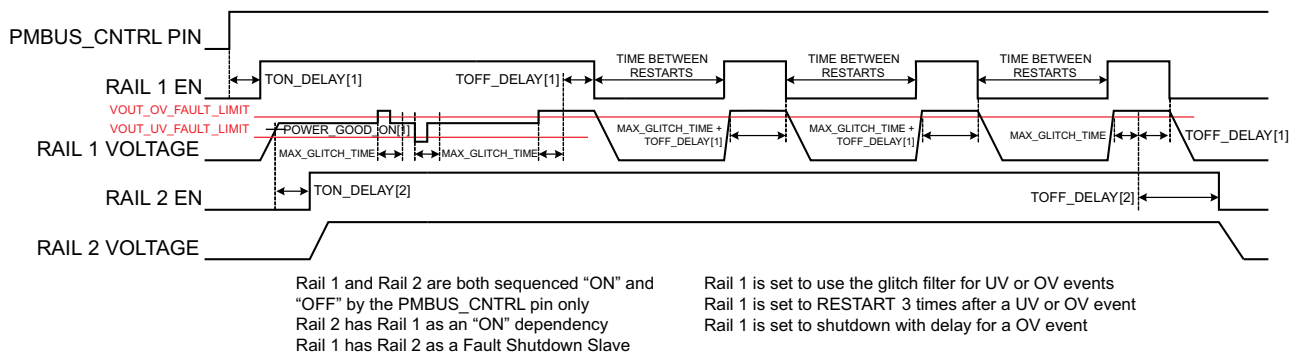 PMBUS_CNTRL PIN
RAIL 1 EN
TON_DELAY[1]
TOFF_DELAY[1]
TIME BETWEEN
RESTARTS
TIME BETWEEN
RESTARTS
TIME BETWEEN
RESTARTS
VOUT_OV_FAULT_LIMIT
VOUT_UV_FAULT_LIMIT
POWER_GOOD_ON[1]
RAIL 1 VOLTAGE
MAX_GLITCH_TIME
MAX_GLITCH_TIME
MAX_GLITCH_TIME +
TOFF_DELAY[1]
MAX_GLITCH_TIME +
TOFF_DELAY[1]
MAX_GLITCH_TIME
TOFF_DELAY[1]
RAIL 2 EN
TON_DELAY[2]
TOFF_DELAY[2]
RAIL 2 VOLTAGE
Rail 1 and Rail 2 are both sequenced “ON” and
“OFF” by the PMBUS_CNTRL pin only
Rail 2 has Rail 1 as an “ON” dependency
Rail 1 has Rail 2 as a Fault Shutdown Slave
Rail 1 is set to use the glitch filter for UV or OV events
Rail 1 is set to RESTART 3 times after a UV or OV event
Rail 1 is set to shutdown with delay for a OV event